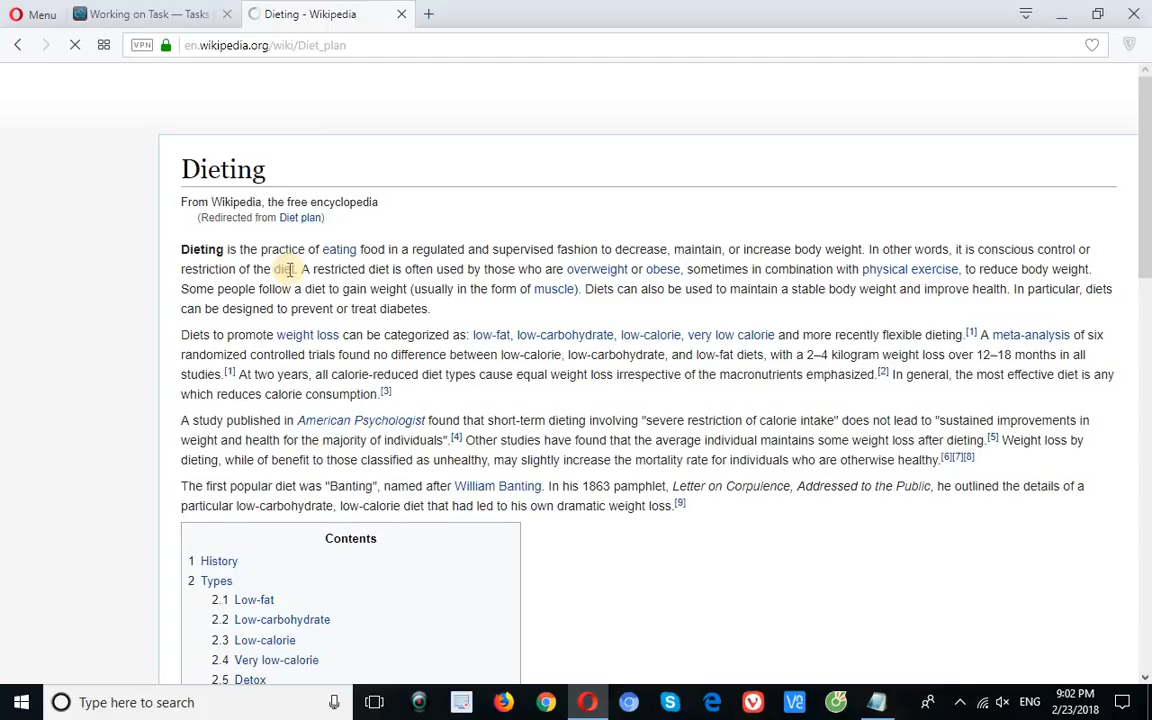 Menu
Working on Task — Tasks
Dieting - Wikipedia
VPN
en.wikipedia.org/wiki/Diet_plan
Dieting
From Wikipedia, the free encyclopedia
(Redirected from Diet plan)
Dieting is the practice of eating food in a regulated and supervised fashion to decrease, maintain, or increase body weight. In other words, it is conscious control or
restriction of the diet. A restricted diet is often used by those who are overweight or obese, sometimes in combination with physical exercise, to reduce body weight.
Some people follow a diet to gain weight (usually in the form of muscle). Diets can also be used to maintain a stable body weight and improve health. In particular, diets
can be designed to prevent or treat diabetes.
Diets to promote weight loss can be categorized as: low-fat, low-carbohydrate, low-calorie, very low calorie and more recently flexible dieting.[1] A meta-analysis of six
randomized controlled trials found no difference between low-calorie, low-carbohydrate, and low-fat diets, with a 2–4 kilogram weight loss over 12–18 months in all
studies.[1] At two years, all calorie-reduced diet types cause equal weight loss irrespective of the macronutrients emphasized.[2] In general, the most effective diet is any
which reduces calorie consumption.[3]
A study published in American Psychologist found that short-term dieting involving "severe restriction of calorie intake" does not lead to "sustained improvements in
weight and health for the majority of individuals".[4] Other studies have found that the average individual maintains some weight loss after dieting.[5] Weight loss by
dieting, while of benefit to those classified as unhealthy, may slightly increase the mortality rate for individuals who are otherwise healthy.[6][7][8]
The first popular diet was "Banting", named after William Banting. In his 1863 pamphlet, Letter on Corpulence, Addressed to the Public, he outlined the details of a
particular low-carbohydrate, low-calorie diet that had led to his own dramatic weight loss.[9]
Contents
1 History
2 Types
2.1 Low-fat
2.2 Low-carbohydrate
2.3 Low-calorie
2.4 Very low-calorie
2.5 Detox
Type here to search
ENG
9:02 PM
2/23/2018